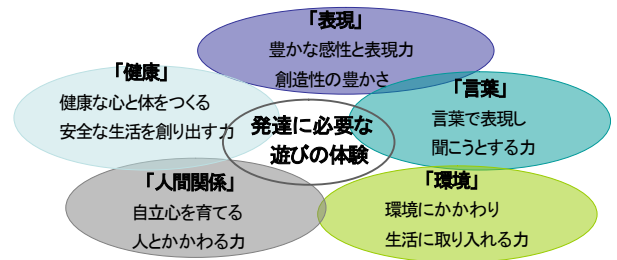 「表現」
豊かな感性と表現力
創造性の豊かさ
「健康」
健康な心と体をつくる
安全な生活を創り出す力
「言葉」
言葉で表現し
聞こうとする力
発達に必要な
遊びの体験
「人間関係」
自立心を育てる
人とかかわる力
「環境」
環境にかかわり
生活に取り入れる力